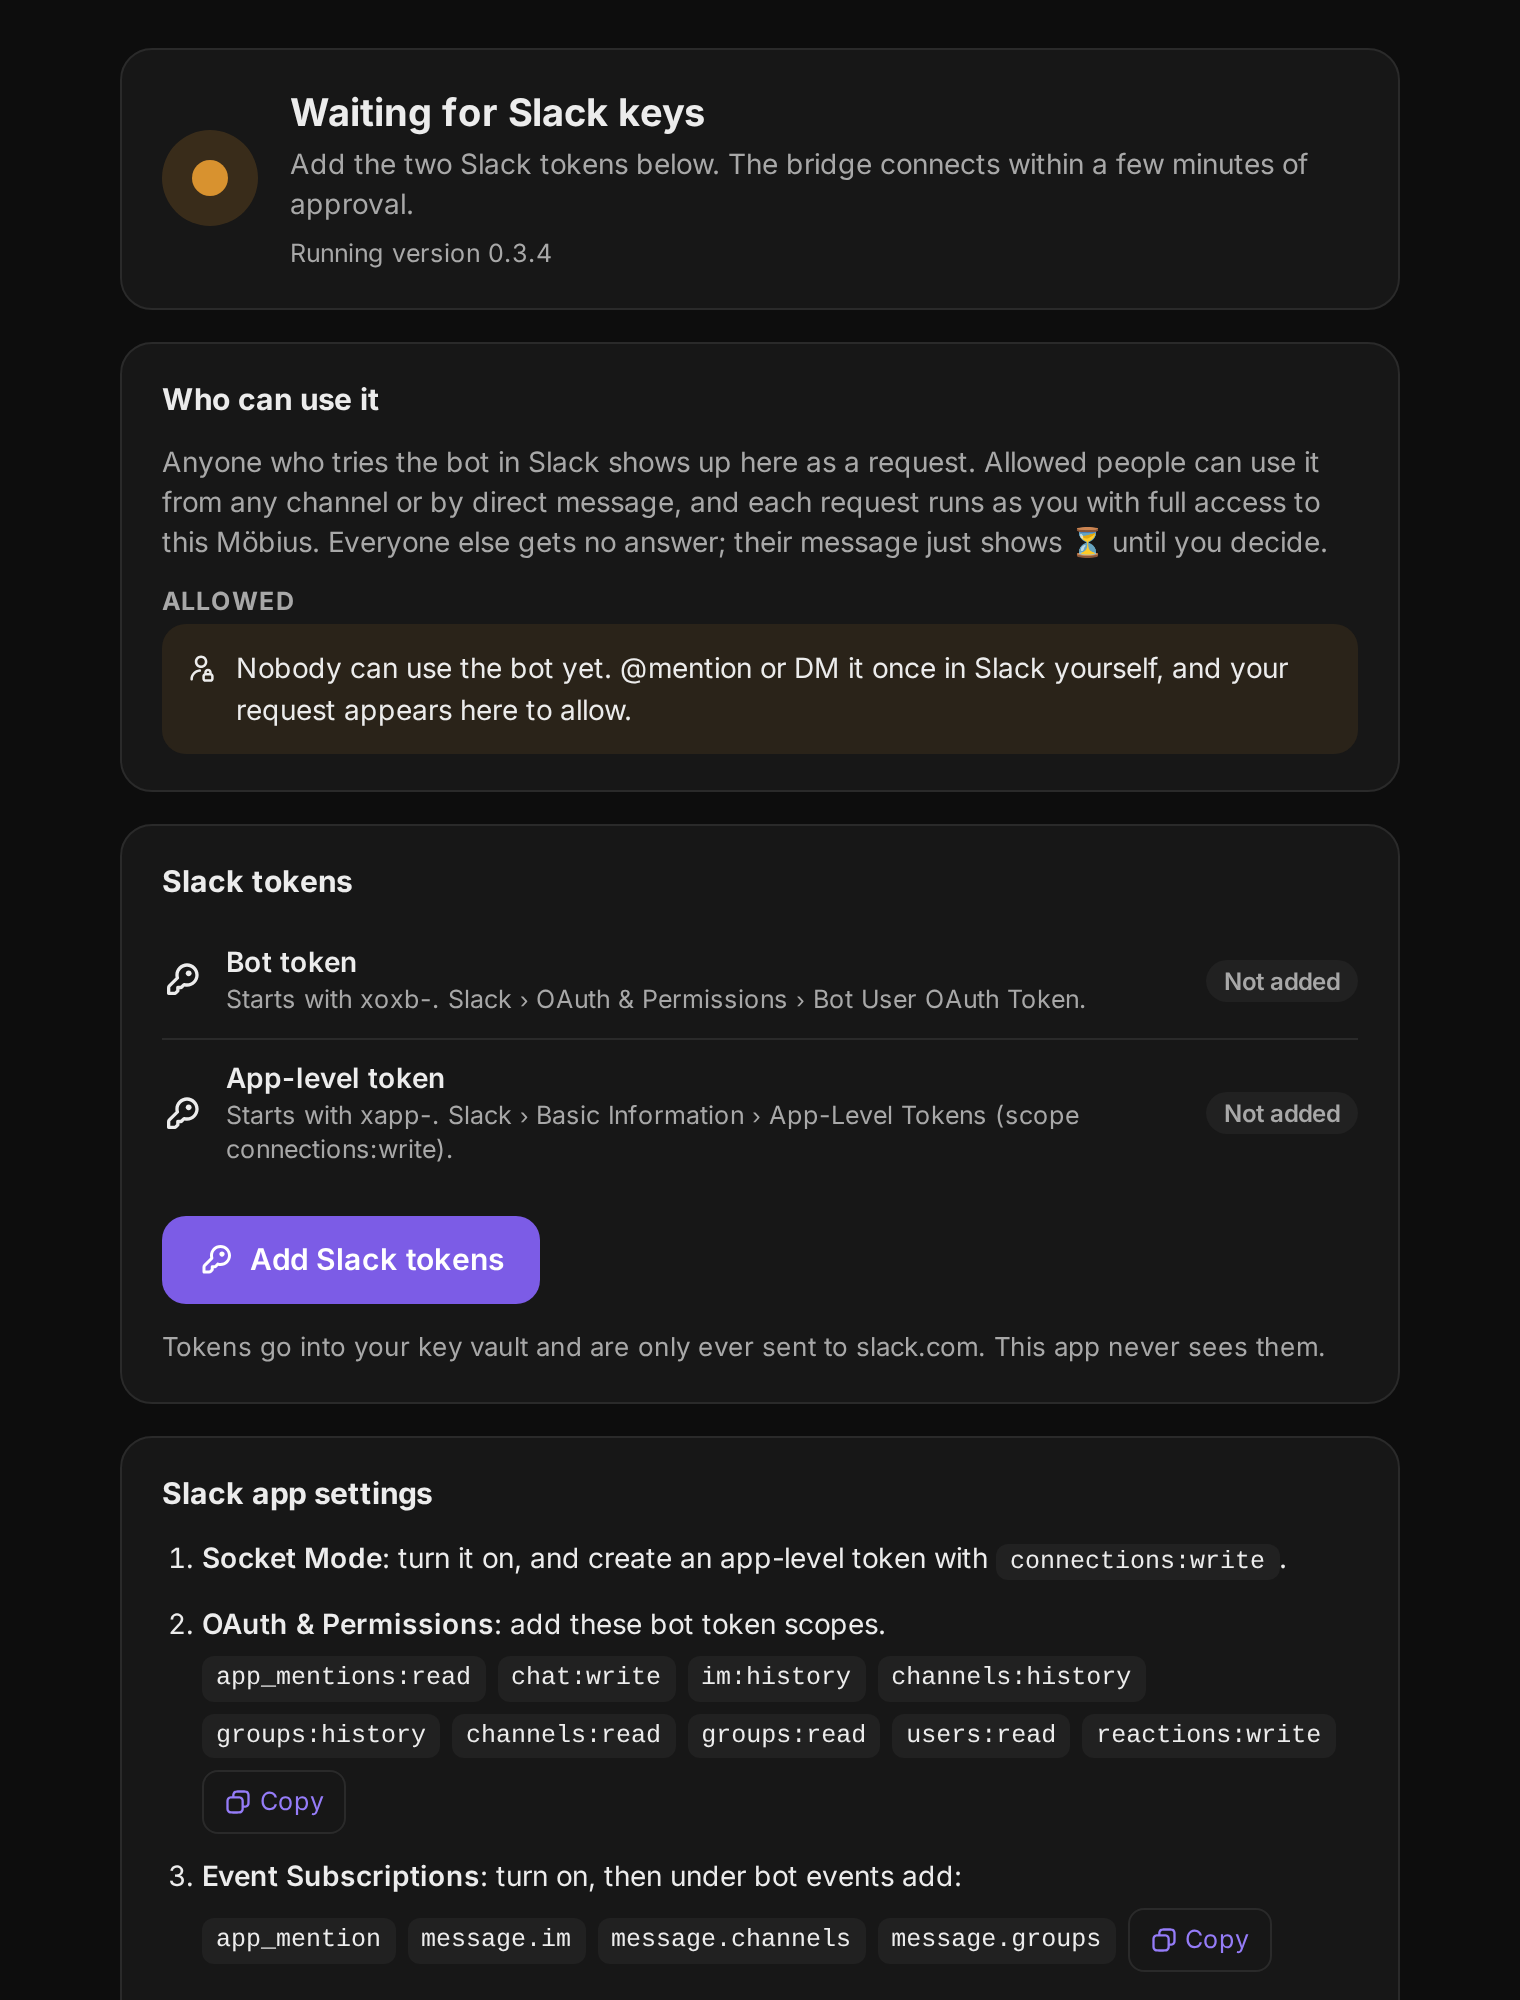 Waiting for Slack keys
Add the two Slack tokens below. The bridge connects within a few minutes of
approval.
Running version 0.3.4
Who can use it
Anyone who tries the bot in Slack shows up here as a request. Allowed people can use it
from any channel or by direct message, and each request runs as you with full access to
this Möbius. Everyone else gets no answer; their message just shows ⏳ until you decide.
ALLOWED
Nobody can use the bot yet. @mention or DM it once in Slack yourself, and your
request appears here to allow.
Slack tokens
Bot token
Starts with xoxb-. Slack › OAuth & Permissions › Bot User OAuth Token.
Not added
App-level token
Starts with xapp-. Slack › Basic Information › App-Level Tokens (scope
connections:write).
Not added
Add Slack tokens
Tokens go into your key vault and are only ever sent to slack.com. This app never sees them.
Slack app settings
1. Socket Mode: turn it on, and create an app-level token with connections:write.
2. OAuth & Permissions: add these bot token scopes.
app_mentions:read chat:write im:history channels:history
groups:history channels:read groups:read users:read reactions:write
Copy
3. Event Subscriptions: turn on, then under bot events add:
app_mention message.im message.channels message.groups Copy